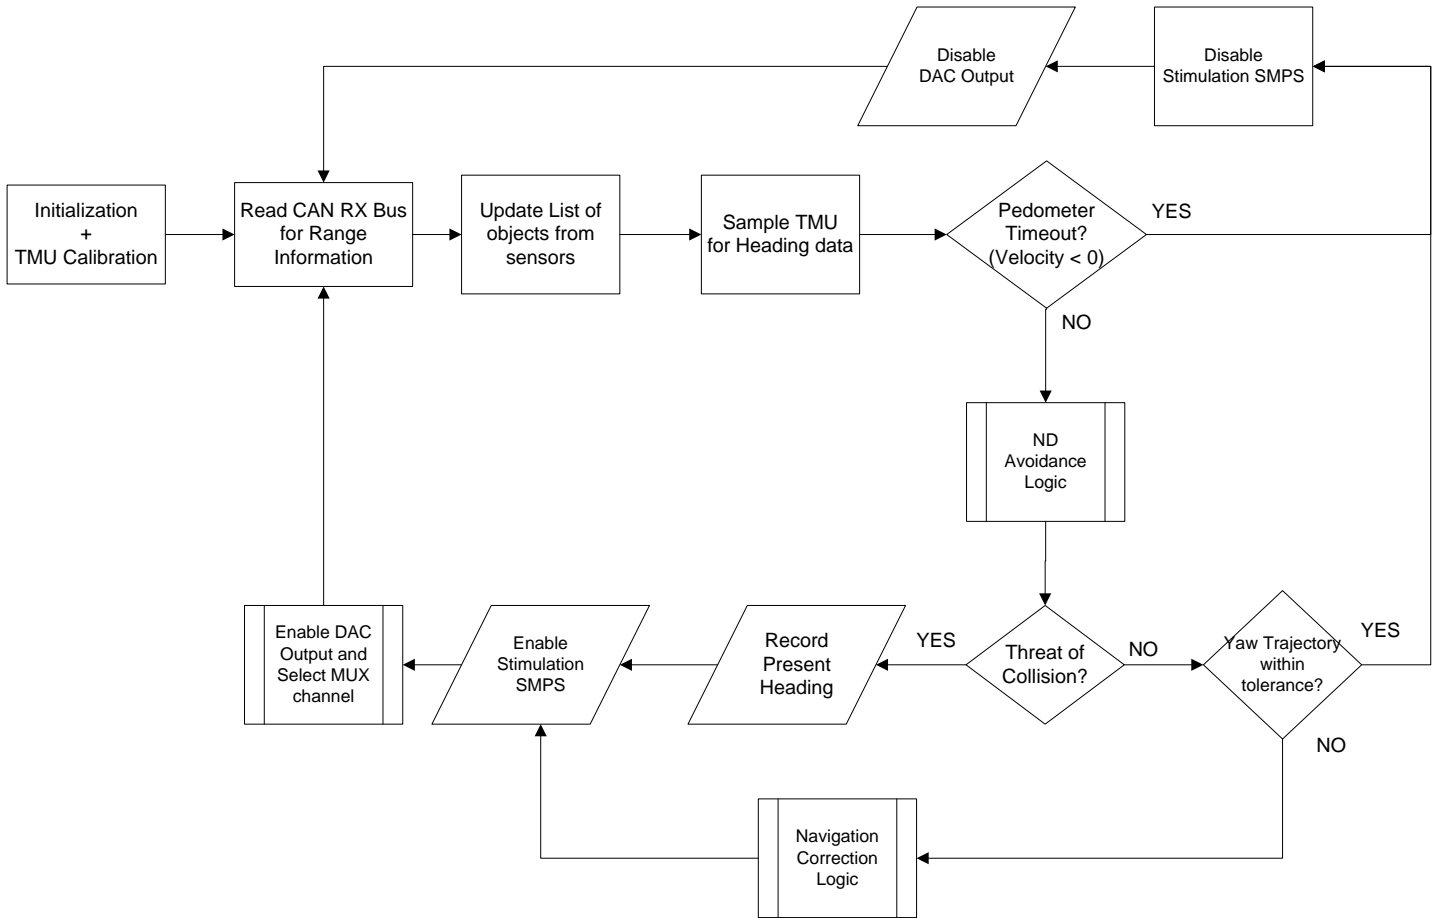 Disable
DAC Output
Disable
Stimulation SMPS
Initialization
+
TMU Calibration
Read CAN RX Bus
for Range
Information
Update List of
objects from
sensors
Sample TMU
for Heading data
Pedometer
Timeout?
(Velocity < 0)
YES
NO
ND
Avoidance
Logic
Enable DAC
Output and
Select MUX
channel
Enable
Stimulation
SMPS
Record
Present
Heading
YES
Threat of
Collision?
NO
Yaw Trajectory
within
tolerance?
YES
NO
Navigation
Correction
Logic